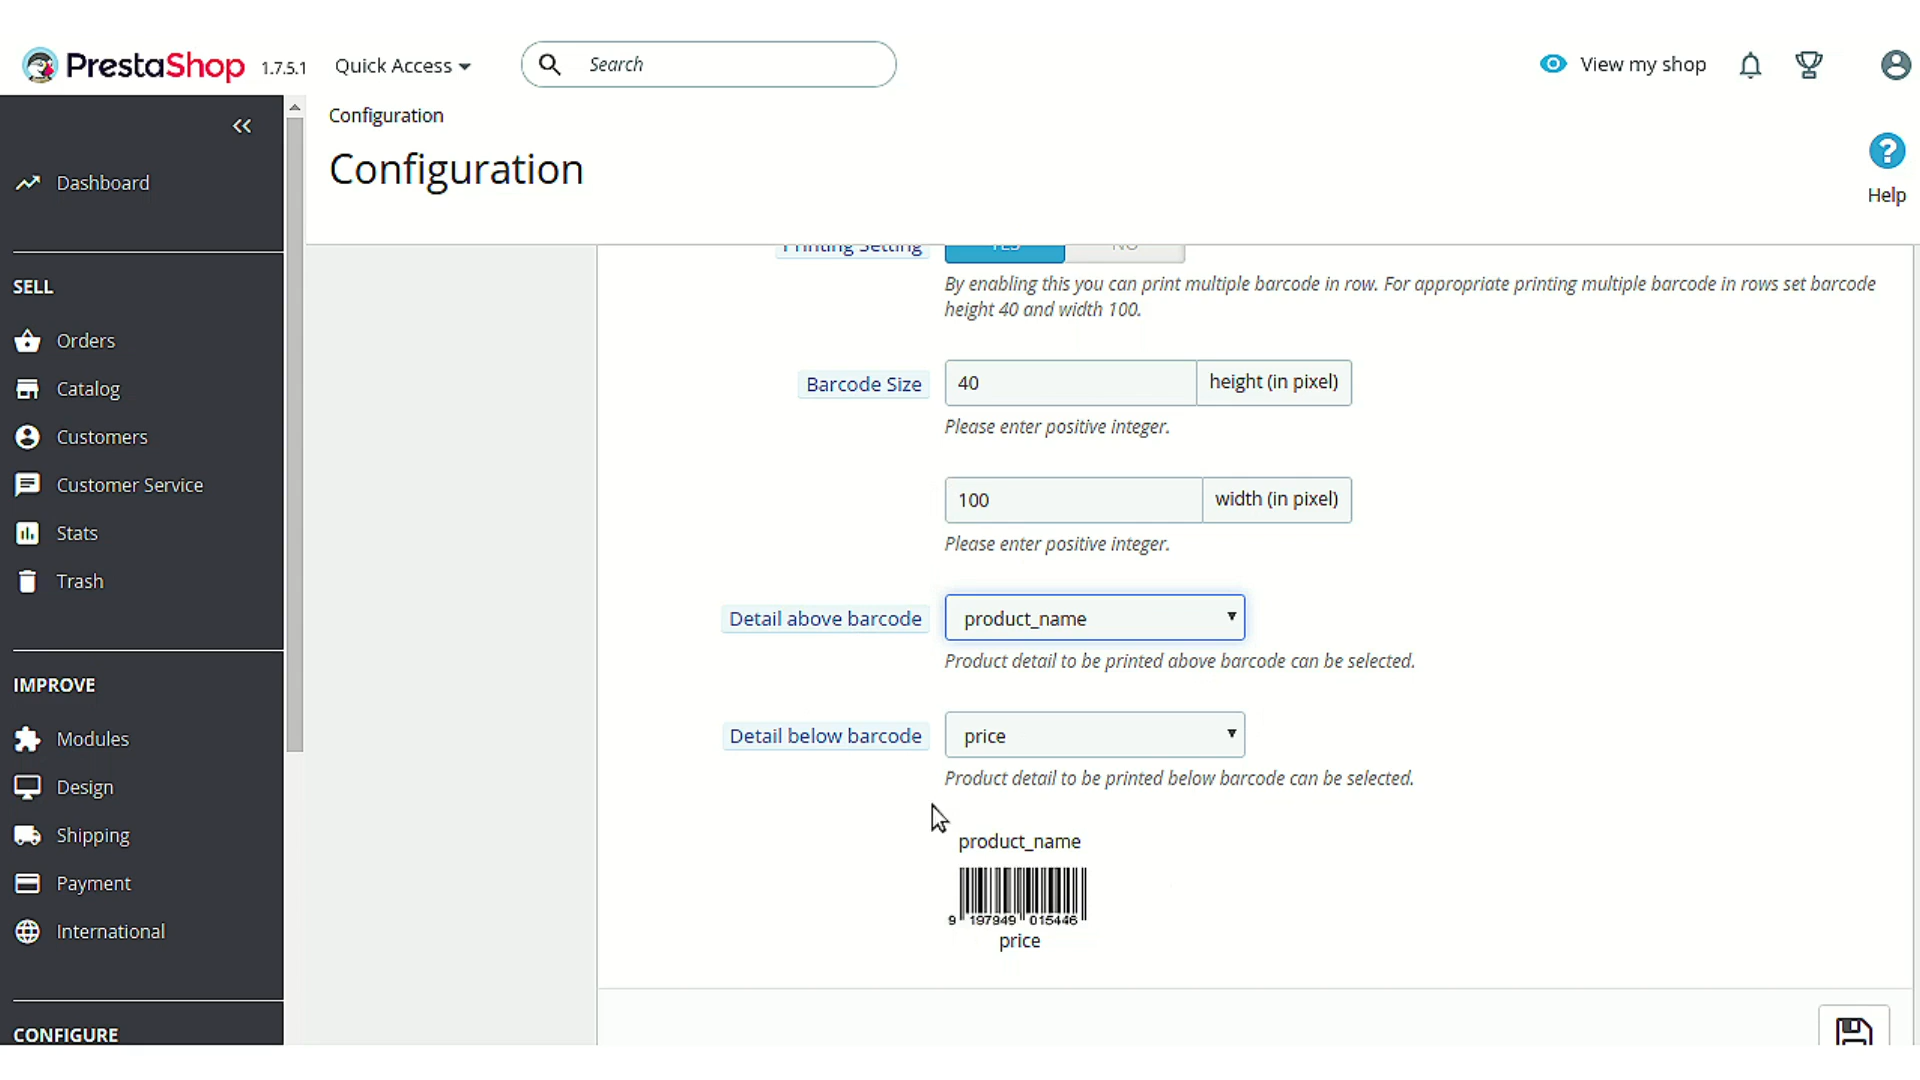 PrestaShop 1.7.5.1 Quick Access Search View my shop
Configuration
Configuration
Help
Dashboard
SELL
Orders
Catalog
Customers
Customer Service
Stats
Trash
IMPROVE
Modules
Design
Shipping
Payment
International
CONFIGURE
Printing Setting YES NO
By enabling this you can print multiple barcode in row. For appropriate printing multiple barcode in rows set barcode
height 40 and width 100.
Barcode Size 40 height (in pixel)
Please enter positive integer.
100 width (in pixel)
Please enter positive integer.
Detail above barcode product_name
Product detail to be printed above barcode can be selected.
Detail below barcode price
Product detail to be printed below barcode can be selected.
product_name
9 197949 015446
price